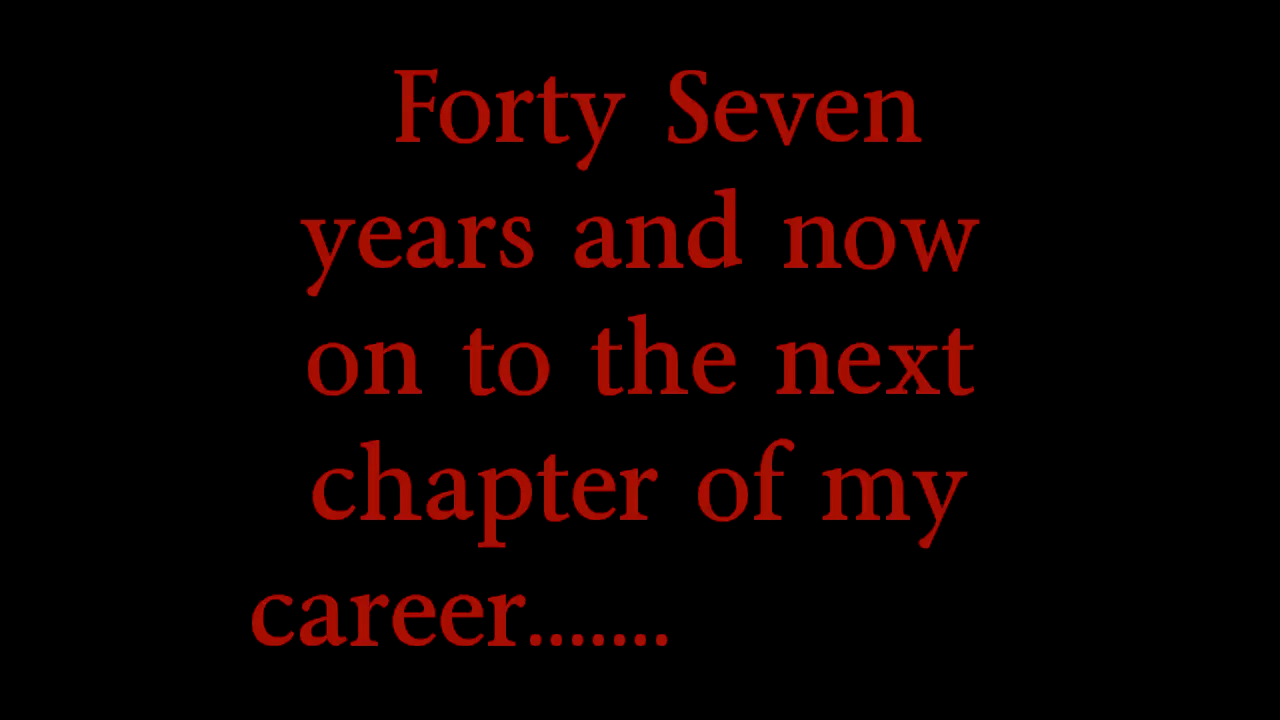 Forty Seven
years and now
on to the next
chapter of my
career.......